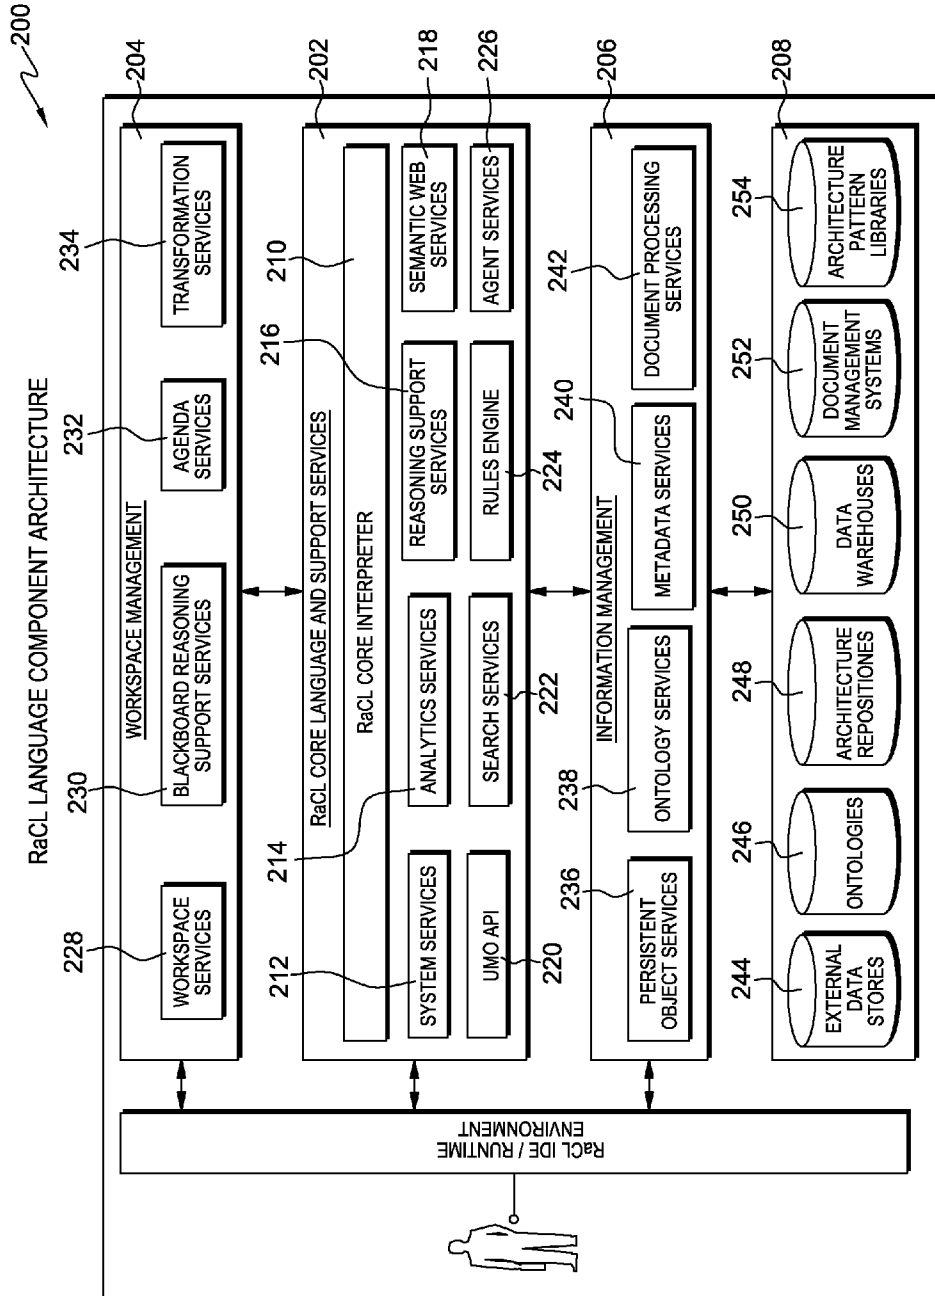 200
RaCL LANGUAGE COMPONENT ARCHITECTURE
204
WORKSPACE MANAGEMENT
228
WORKSPACE
SERVICES
230
BLACKBOARD REASONING
SUPPORT SERVICES
232
AGENDA
SERVICES
234
TRANSFORMATION
SERVICES
202
RaCL CORE LANGUAGE AND SUPPORT SERVICES
210
RaCL CORE INTERPRETER
212
SYSTEM SERVICES
214
ANALYTICS SERVICES
216
REASONING SUPPORT
SERVICES
218
SEMANTIC WEB
SERVICES
220
UMO API
222
SEARCH SERVICES
224
RULES ENGINE
226
AGENT SERVICES
206
INFORMATION MANAGEMENT
236
PERSISTENT
OBJECT SERVICES
238
ONTOLOGY SERVICES
240
METADATA SERVICES
242
DOCUMENT PROCESSING
SERVICES
208
244
EXTERNAL
DATA
STORES
246
ONTOLOGIES
248
ARCHITECTURE
REPOSITIONES
250
DATA
WAREHOUSES
252
DOCUMENT
MANAGEMENT
SYSTEMS
254
ARCHITECTURE
PATTERN
LIBRARIES
RaCL IDE / RUNTIME
ENVIRONMENT